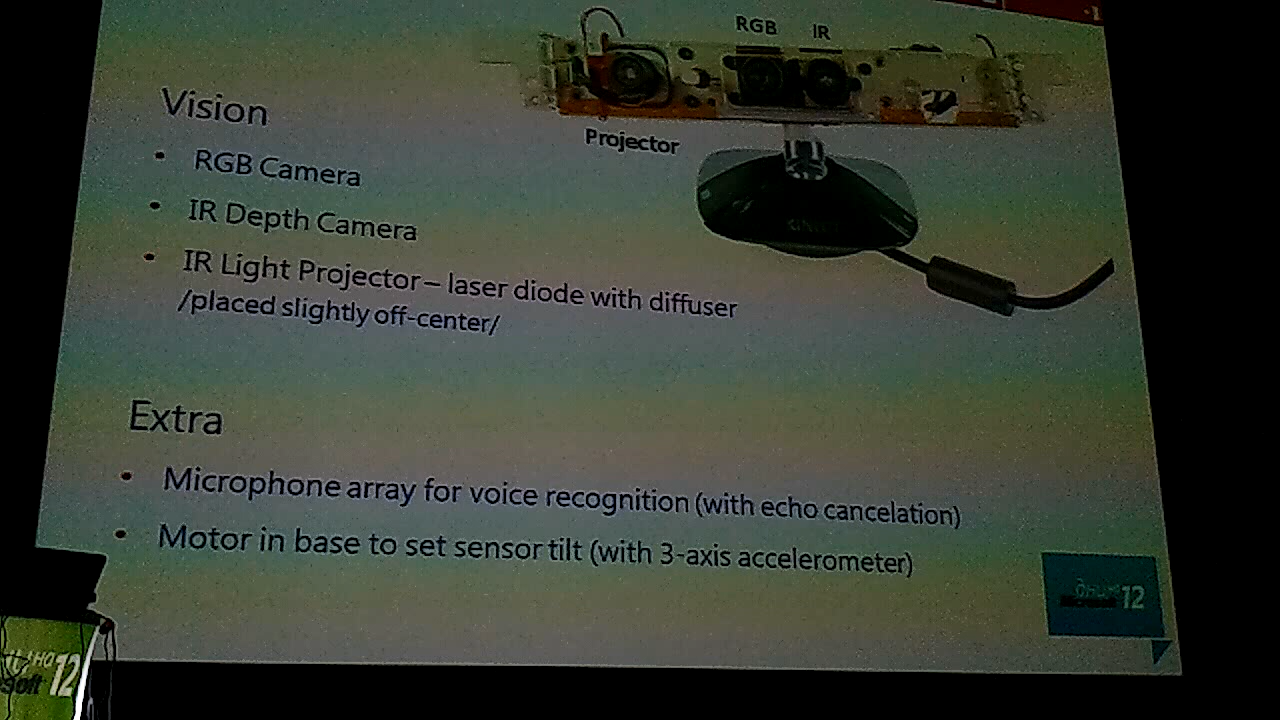 RGB IR
Projector
Vision
• RGB Camera
• IR Depth Camera
• IR Light Projector – laser diode with diffuser
/placed slightly off-center/
Extra
• Microphone array for voice recognition (with echo cancelation)
• Motor in base to set sensor tilt (with 3-axis accelerometer)
12
12